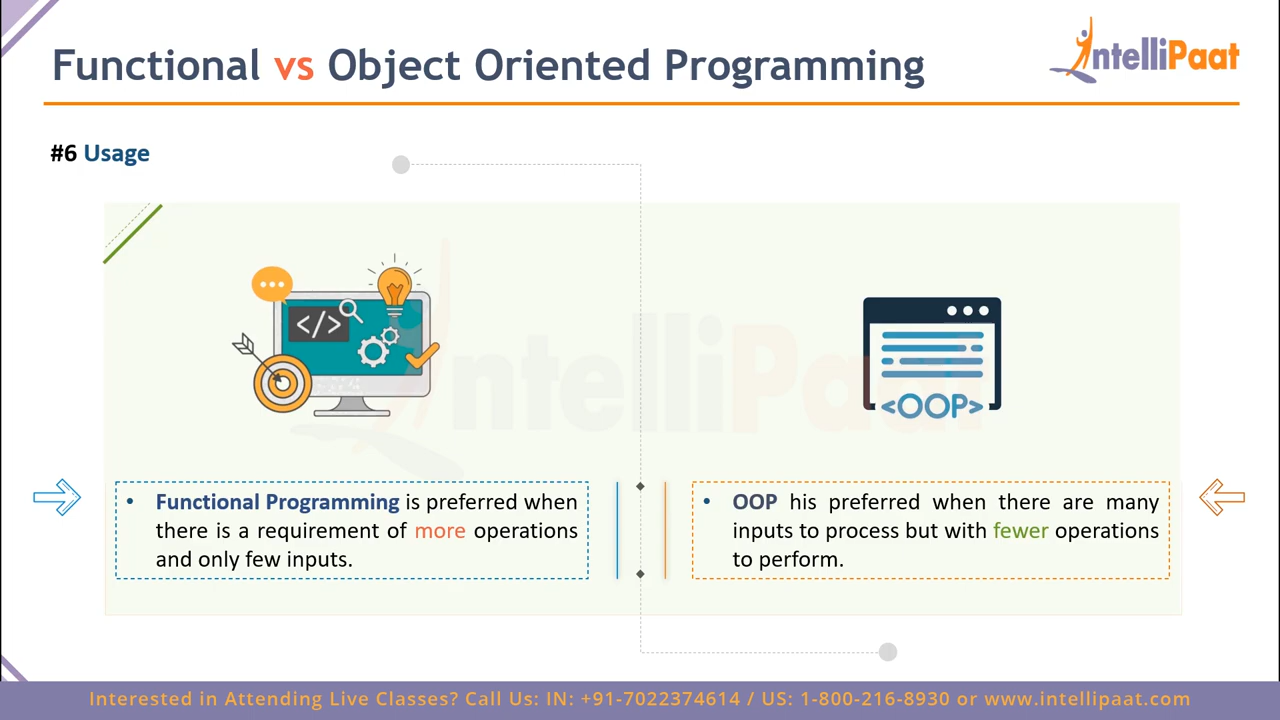 Functional vs Object Oriented Programming
IntelliPaat
#6 Usage
</>
<OOP>
IntelliPaat
• Functional Programming is preferred when
there is a requirement of more operations
and only few inputs.
• OOP his preferred when there are many
inputs to process but with fewer operations
to perform.
Interested in Attending Live Classes? Call Us: IN: +91-7022374614 / US: 1-800-216-8930 or www.intellipaat.com